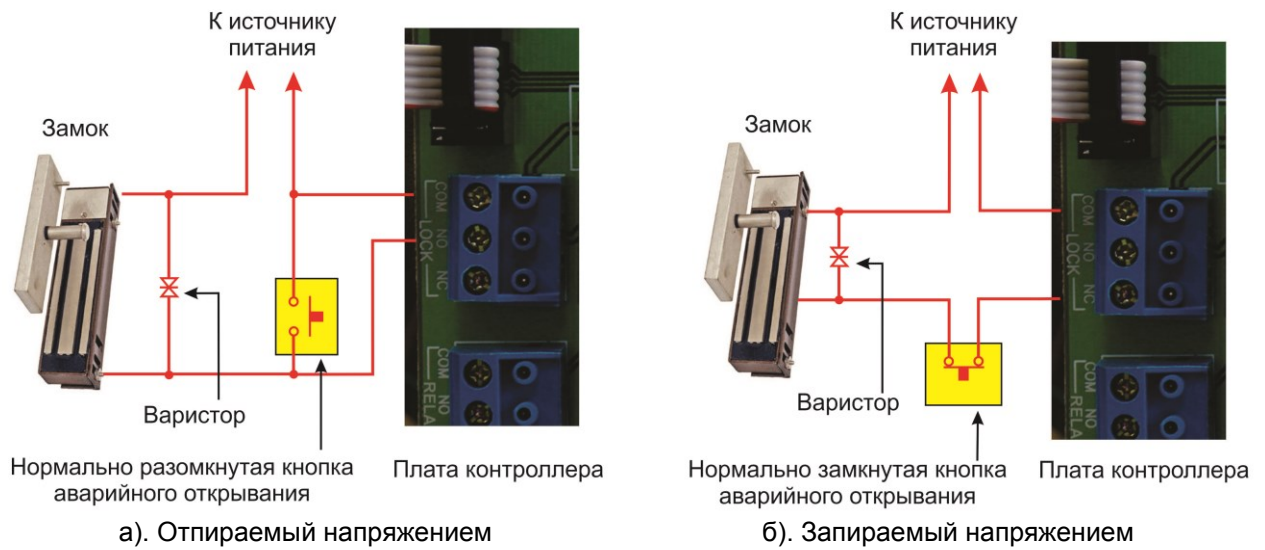 К источнику
питания
Замок
COM
NO
NC
LOCK
COM
NO
RELA
Варистор
Нормально разомкнутая кнопка
аварийного открывания
Плата контроллера
а). Отпираемый напряжением
К источнику
питания
Замок
COM
NO
NC
LOCK
COM
NO
RELA
Варистор
Нормально замкнутая кнопка
аварийного открывания
Плата контроллера
б). Запираемый напряжением